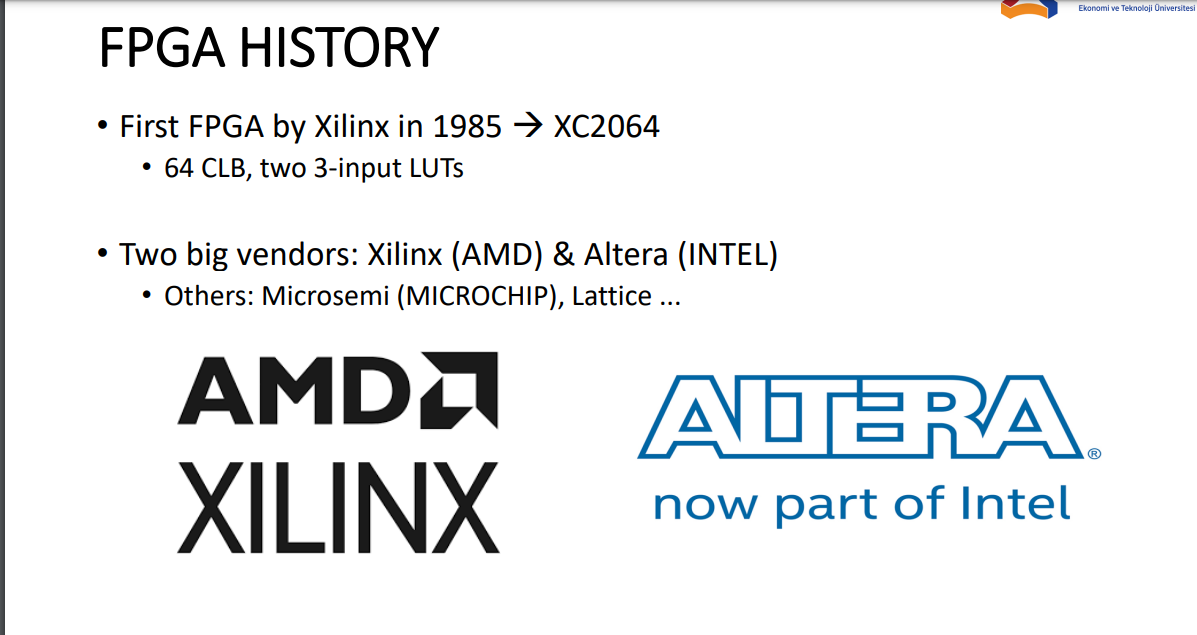 Ekonomi ve Teknoloji Üniversitesi
FPGA HISTORY
• First FPGA by Xilinx in 1985 → XC2064
• 64 CLB, two 3-input LUTs
• Two big vendors: Xilinx (AMD) & Altera (INTEL)
• Others: Microsemi (MICROCHIP), Lattice ...
AMD
XILINX
ALTERA®
now part of Intel